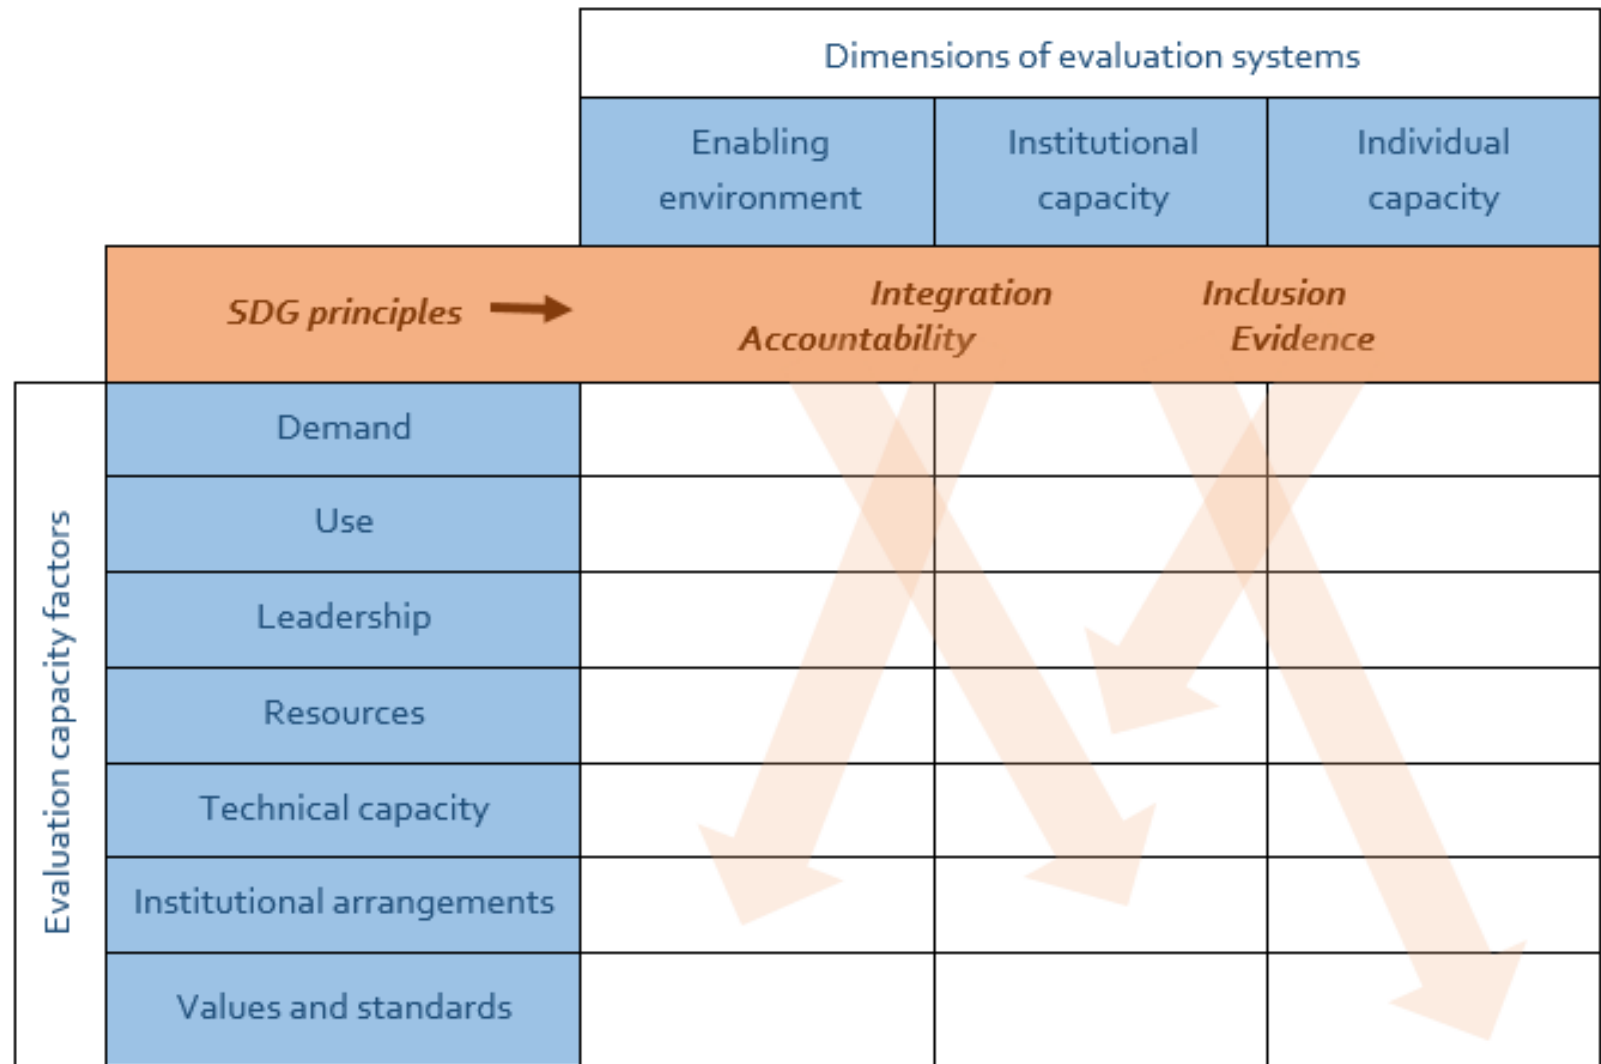 Dimensions of evaluation systems
Enabling
environment
Institutional
capacity
Individual
capacity
SDG principles
Integration
Inclusion
Accountability
Evidence
Evaluation capacity factors
Demand
Use
Leadership
Resources
Technical capacity
Institutional arrangements
Values and standards